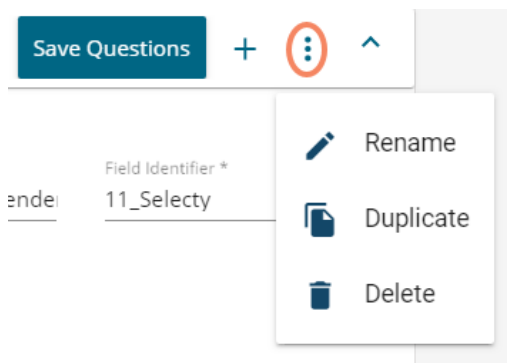 Save Questions
Rename
Field Identifier *
ender
11_Selecty
Duplicate
Delete